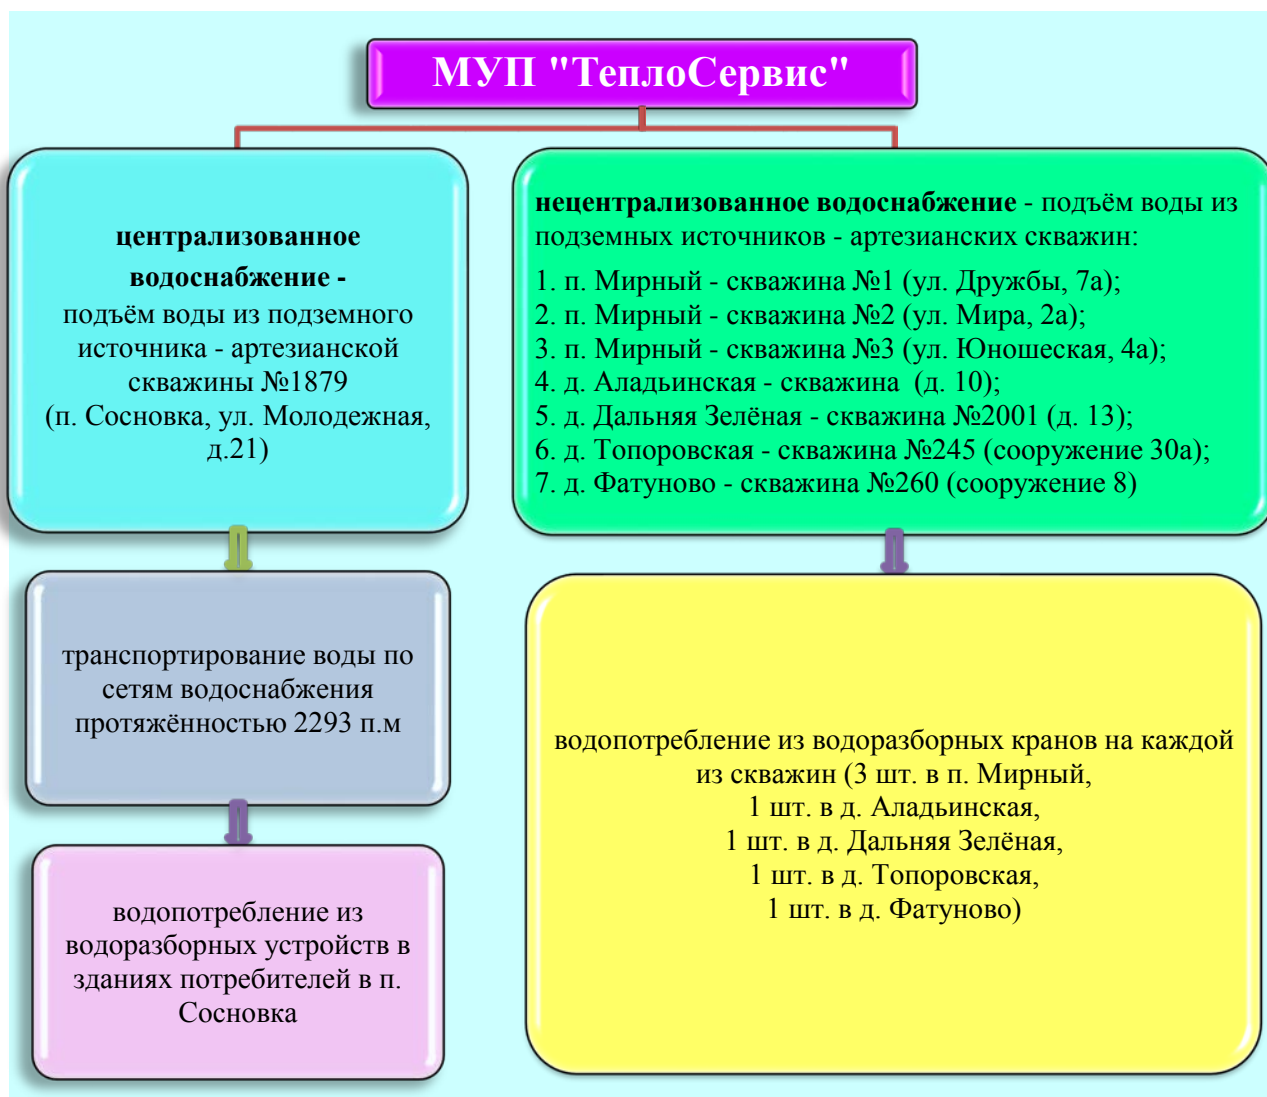 МУП "ТеплоСервис"
централизованное
водоснабжение -
подъём воды из подземного
источника - артезианской
скважины №1879
(п. Сосновка, ул. Молодежная,
д.21)
транспортирование воды по
сетям водоснабжения
протяжённостью 2293 п.м
водопотребление из
водоразборных устройств в
зданиях потребителей в п.
Сосновка
нецентрализованное водоснабжение - подъём воды из
подземных источников - артезианских скважин:
1. п. Мирный - скважина №1 (ул. Дружбы, 7а);
2. п. Мирный - скважина №2 (ул. Мира, 2а);
3. п. Мирный - скважина №3 (ул. Юношеская, 4а);
4. д. Аладьинская - скважина (д. 10);
5. д. Дальняя Зелёная - скважина №2001 (д. 13);
6. д. Топоровская - скважина №245 (сооружение 30а);
7. д. Фатуново - скважина №260 (сооружение 8)
водопотребление из водоразборных кранов на каждой
из скважин (3 шт. в п. Мирный,
1 шт. в д. Аладьинская,
1 шт. в д. Дальняя Зелёная,
1 шт. в д. Топоровская,
1 шт. в д. Фатуново)